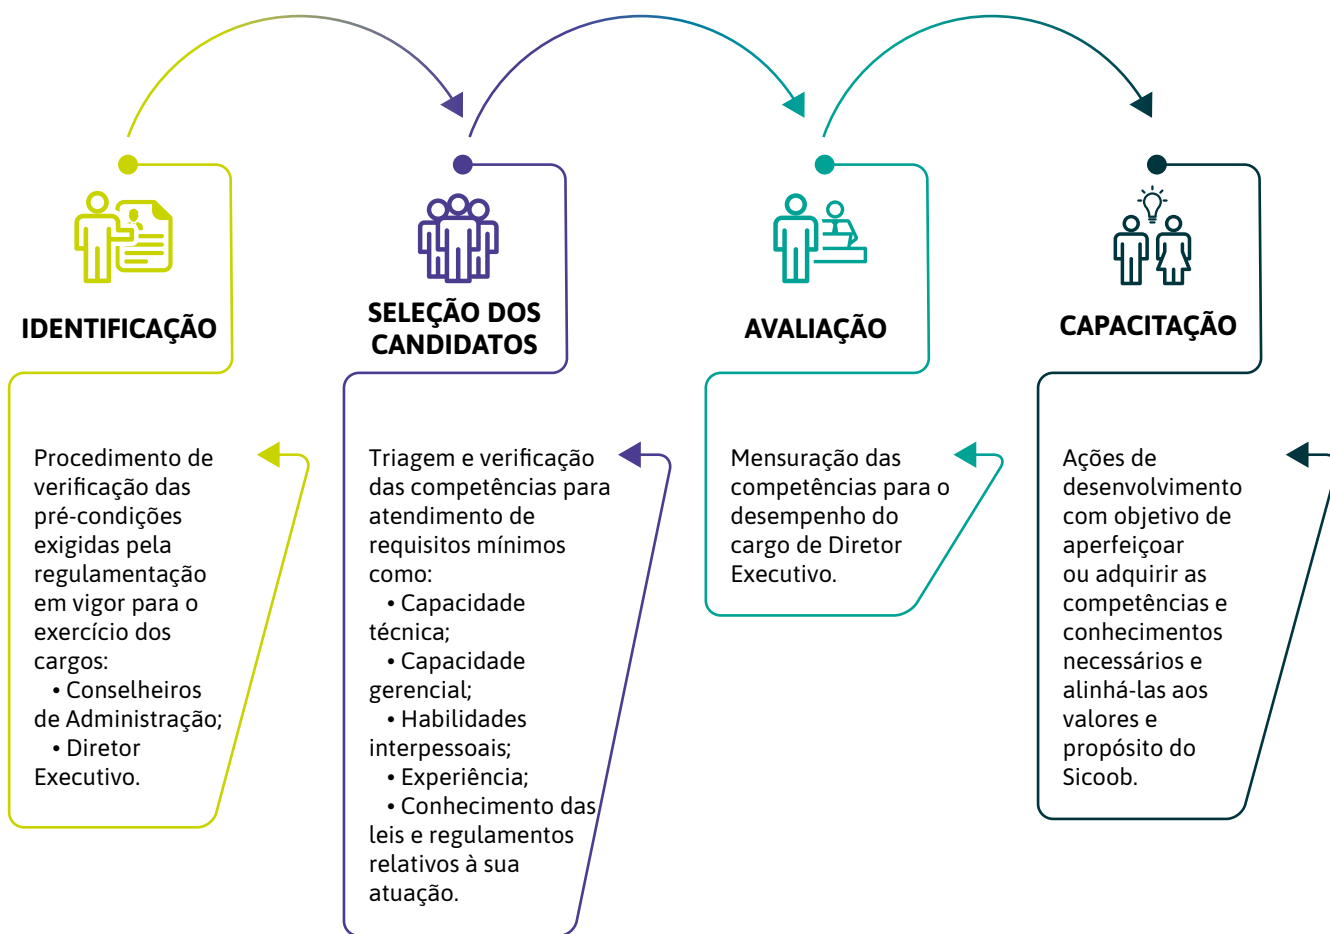 IDENTIFICAÇÃO
Procedimento de
verificação das
pré-condições
exigidas pela
regulamentação
em vigor para o
exercício dos
cargos:
• Conselheiros
de Administração;
• Diretor
Executivo.
SELEÇÃO DOS
CANDIDATOS
Triagem e verificação
das competências para
atendimento de
requisitos mínimos
como:
• Capacidade
técnica;
• Capacidade
gerencial;
• Habilidades
interpessoais;
• Experiência;
• Conhecimento das
leis e regulamentos
relativos à sua
atuação.
AVALIAÇÃO
Mensuração das
competências para o
desempenho do
cargo de Diretor
Executivo.
CAPACITAÇÃO
Ações de
desenvolvimento
com objetivo de
aperfeiçoar
ou adquirir as
competências e
conhecimentos
necessários e
alinhá-las aos
valores e
propósito do
Sicoob.